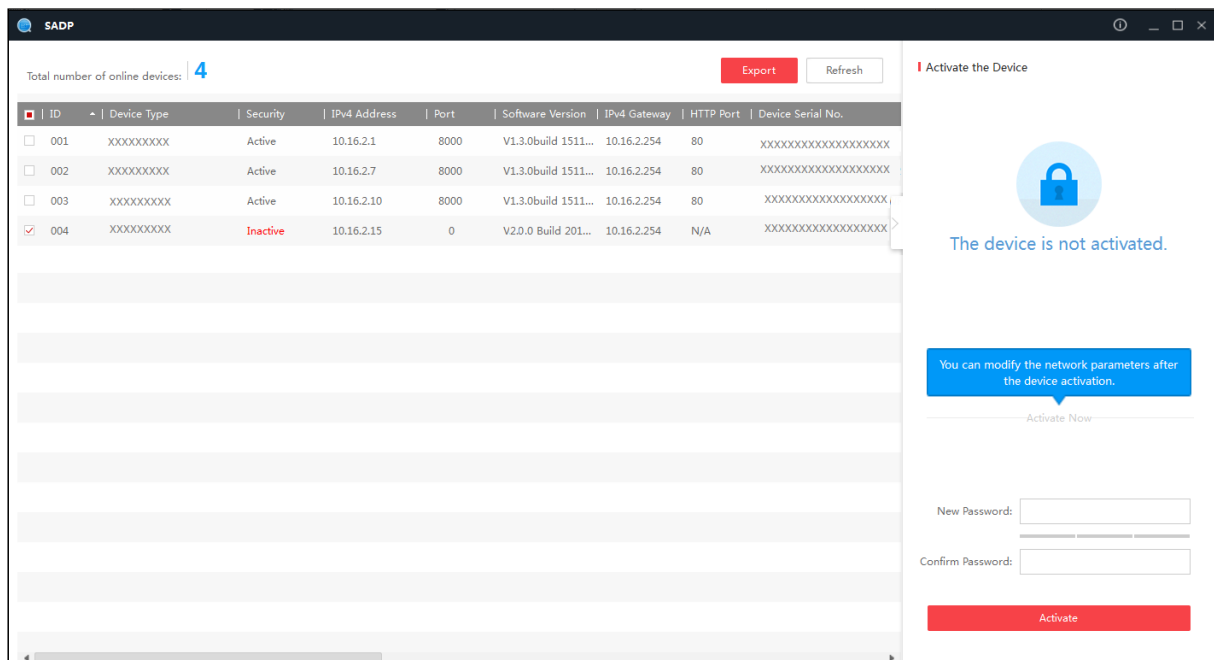 SADP
Total number of online devices: 4
Export
Refresh
ID | Device Type | Security | IPv4 Address | Port | Software Version | IPv4 Gateway | HTTP Port | Device Serial No.
001 XXXXXXXXX Active 10.16.2.1 8000 V1.3.0build 1511... 10.16.2.254 80 XXXXXXXXXXXXXXXXXXX
002 XXXXXXXXX Active 10.16.2.7 8000 V1.3.0build 1511... 10.16.2.254 80 XXXXXXXXXXXXXXXXXXX
003 XXXXXXXXX Active 10.16.2.10 8000 V1.3.0build 1511... 10.16.2.254 80 XXXXXXXXXXXXXXXXXX
004 XXXXXXXXX Inactive 10.16.2.15 0 V2.0.0 Build 201... 10.16.2.254 N/A XXXXXXXXXXXXXXXXXX
Activate the Device
The device is not activated.
You can modify the network parameters after
the device activation.
Activate Now
New Password:
Confirm Password:
Activate